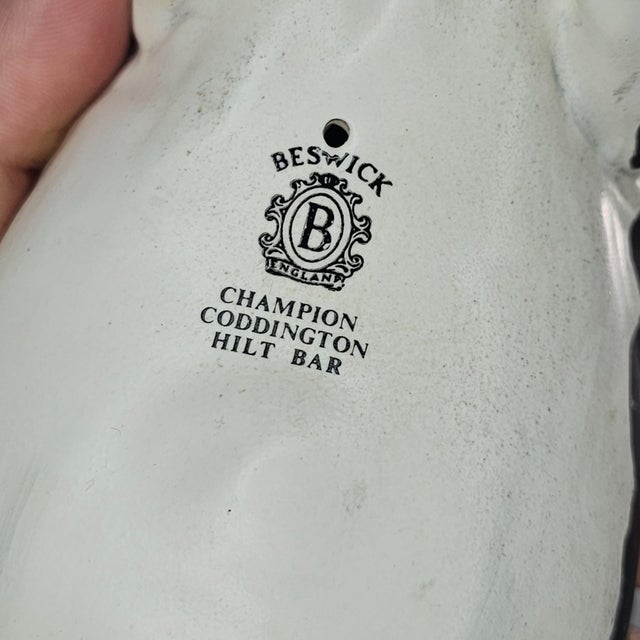 BESWICK
B
ENGLAND
CHAMPION
CODDINGTON
HILT BAR